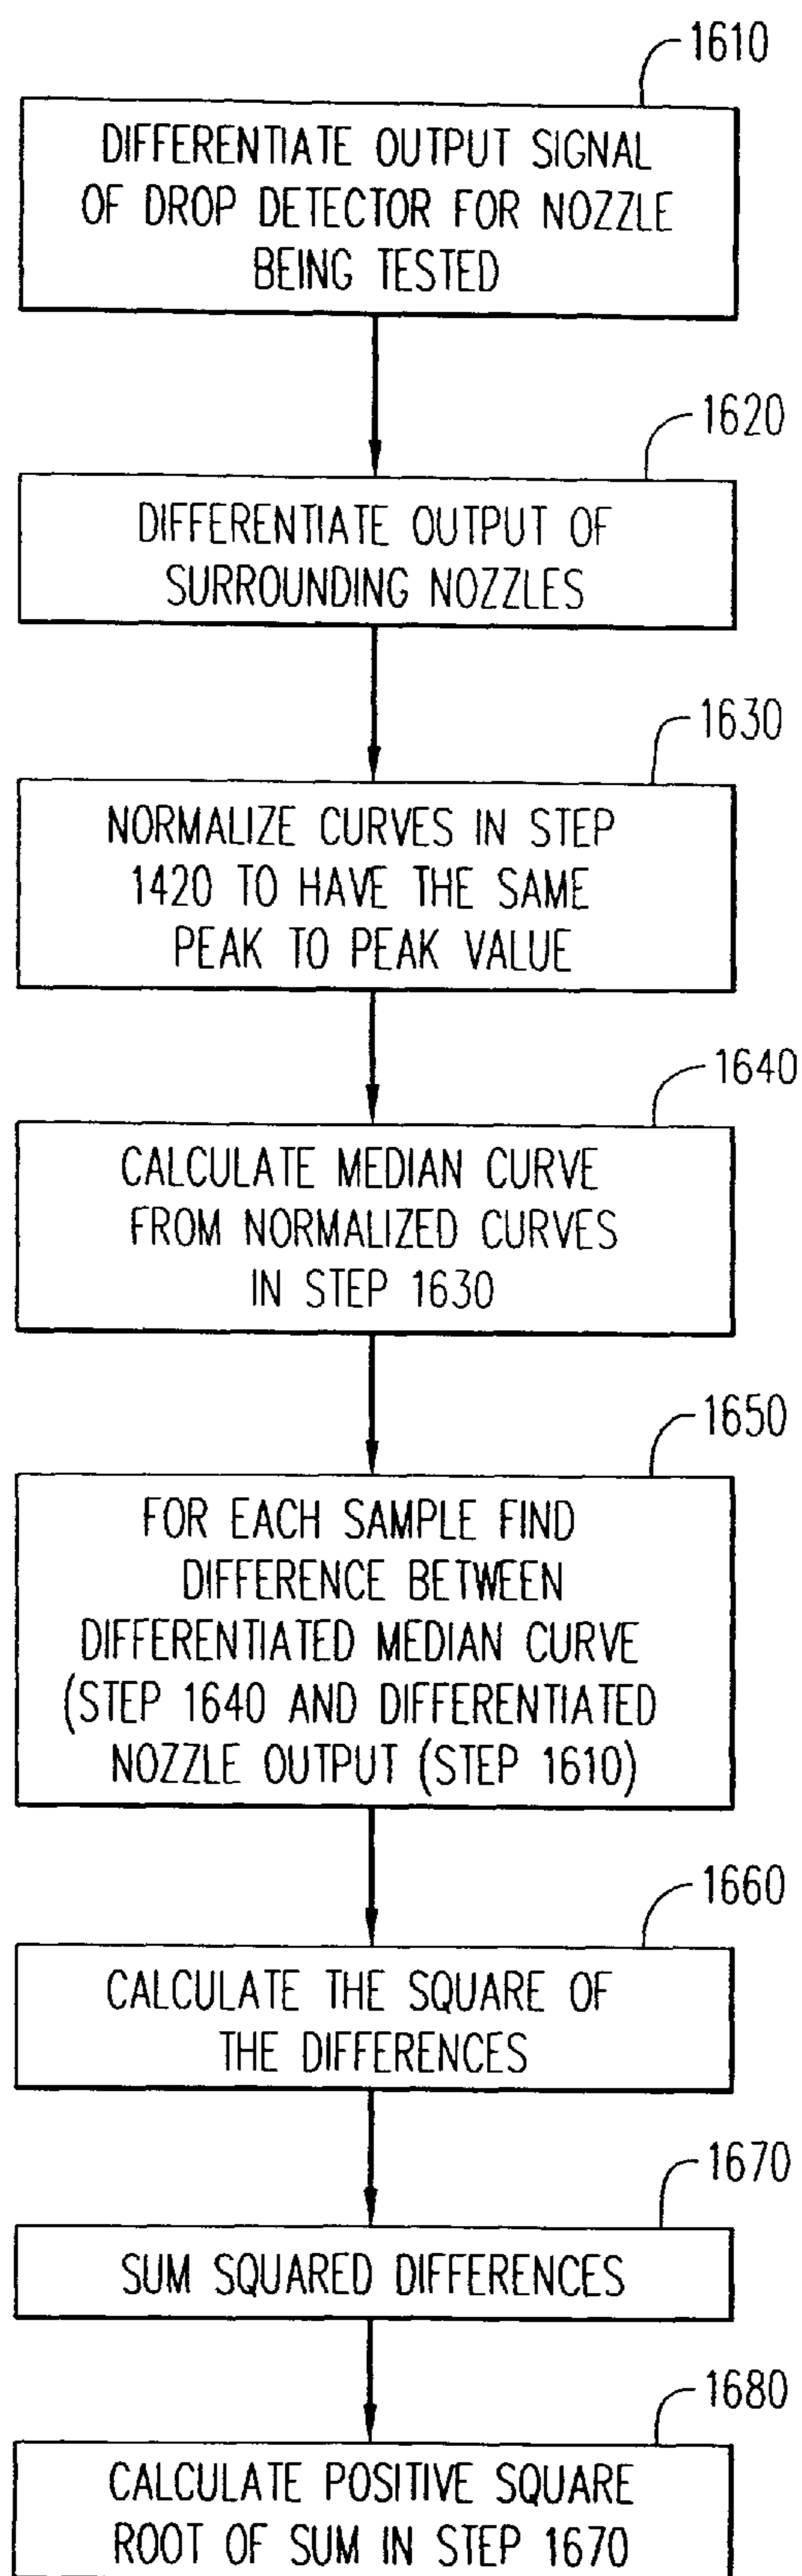 1610
DIFFERENTIATE OUTPUT SIGNAL
OF DROP DETECTOR FOR NOZZLE
BEING TESTED
1620
DIFFERENTIATE OUTPUT OF
SURROUNDING NOZZLES
1630
NORMALIZE CURVES IN STEP
1420 TO HAVE THE SAME
PEAK TO PEAK VALUE
1640
CALCULATE MEDIAN CURVE
FROM NORMALIZED CURVES
IN STEP 1630
1650
FOR EACH SAMPLE FIND
DIFFERENCE BETWEEN
DIFFERENTIATED MEDIAN CURVE
(STEP 1640 AND DIFFERENTIATED
NOZZLE OUTPUT (STEP 1610)
1660
CALCULATE THE SQUARE OF
THE DIFFERENCES
1670
SUM SQUARED DIFFERENCES
1680
CALCULATE POSITIVE SQUARE
ROOT OF SUM IN STEP 1670